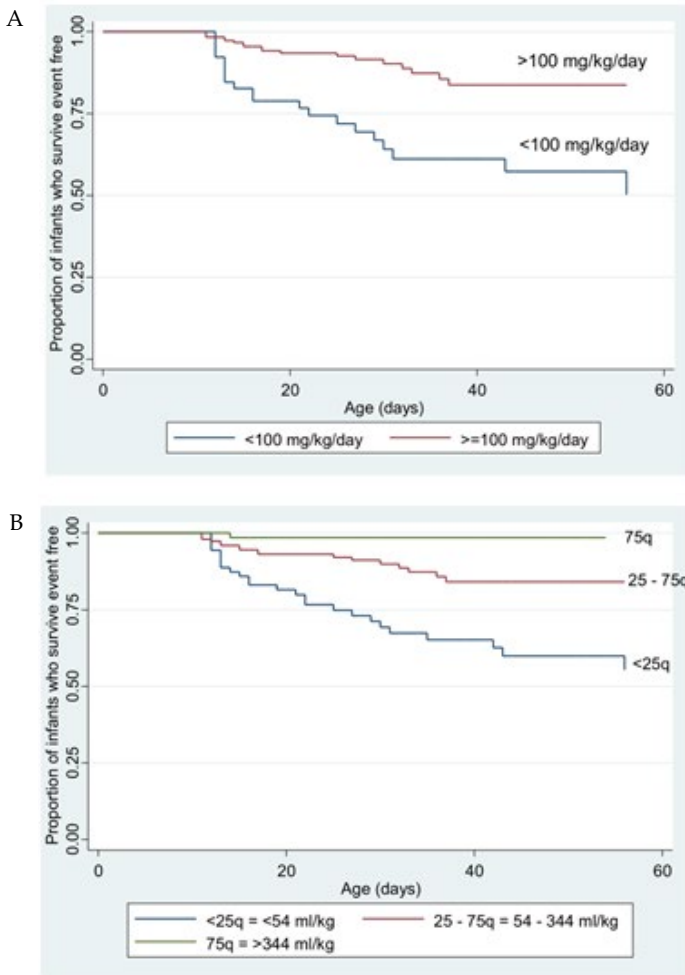 A
Proportion of infants who survive event free
1.00
0.75
0.50
0.25
0.00
>100 mg/kg/day
<100 mg/kg/day
0 20 40 60
Age (days)
<100 mg/kg/day >=100 mg/kg/day
B
Proportion of infants who survive event free
1.00
0.75
0.50
0.25
0.00
75q
25 - 75q
<25q
0 20 40 60
Age (days)
<25q = <54 ml/kg 25 - 75q = 54 - 344 ml/kg
75q = >344 ml/kg